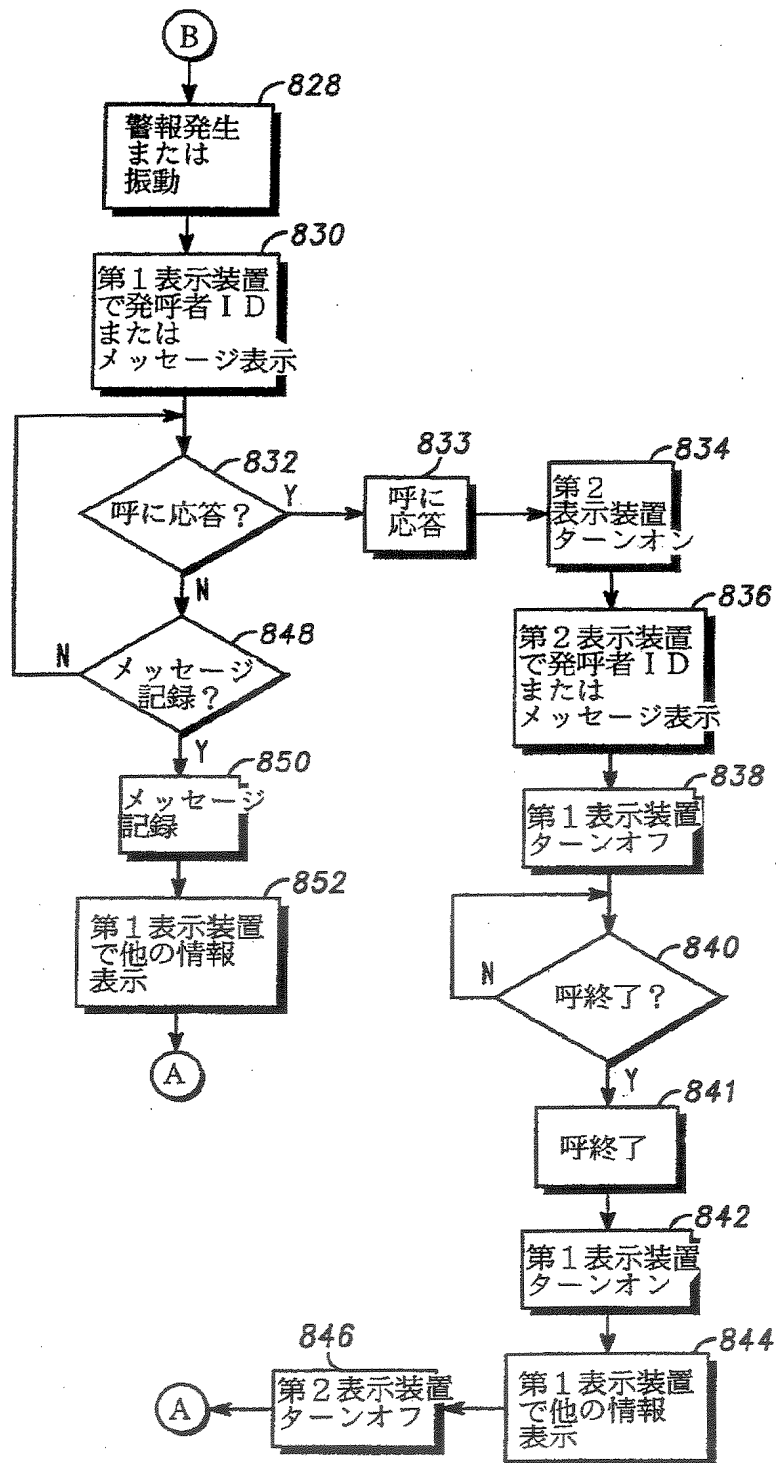 B
828
警報発生
または
振動
830
第1表示装置
で発呼者ID
または
メッセージ表示
832
呼に応答?
Y
N
833
呼に
応答
834
第2
表示装置
ターンオン
836
第2表示装置
で発呼者ID
または
メッセージ表示
838
第1表示装置
ターンオフ
840
呼終了?
N
Y
841
呼終了
842
第1表示装置
ターンオン
844
第1表示装置
で他の情報
表示
846
第2表示装置
ターンオフ
A
848
メッセージ
記録?
N
Y
850
メッセージ
記録
852
第1表示装置
で他の情報
表示
A